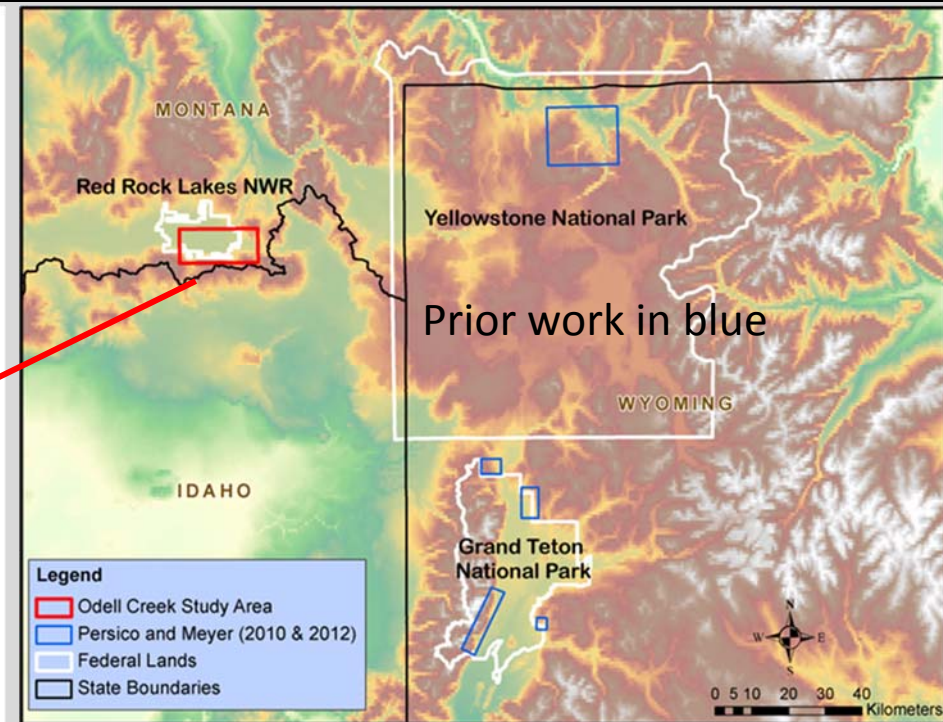 MONTANA
Red Rock Lakes NWR
Yellowstone National Park
Prior work in blue
WYOMING
IDAHO
Grand Teton
National Park
Legend
Odell Creek Study Area
Persico and Meyer (2010 & 2012)
Federal Lands
State Boundaries
N
W E
S
0 5 10 20 30 40
Kilometers